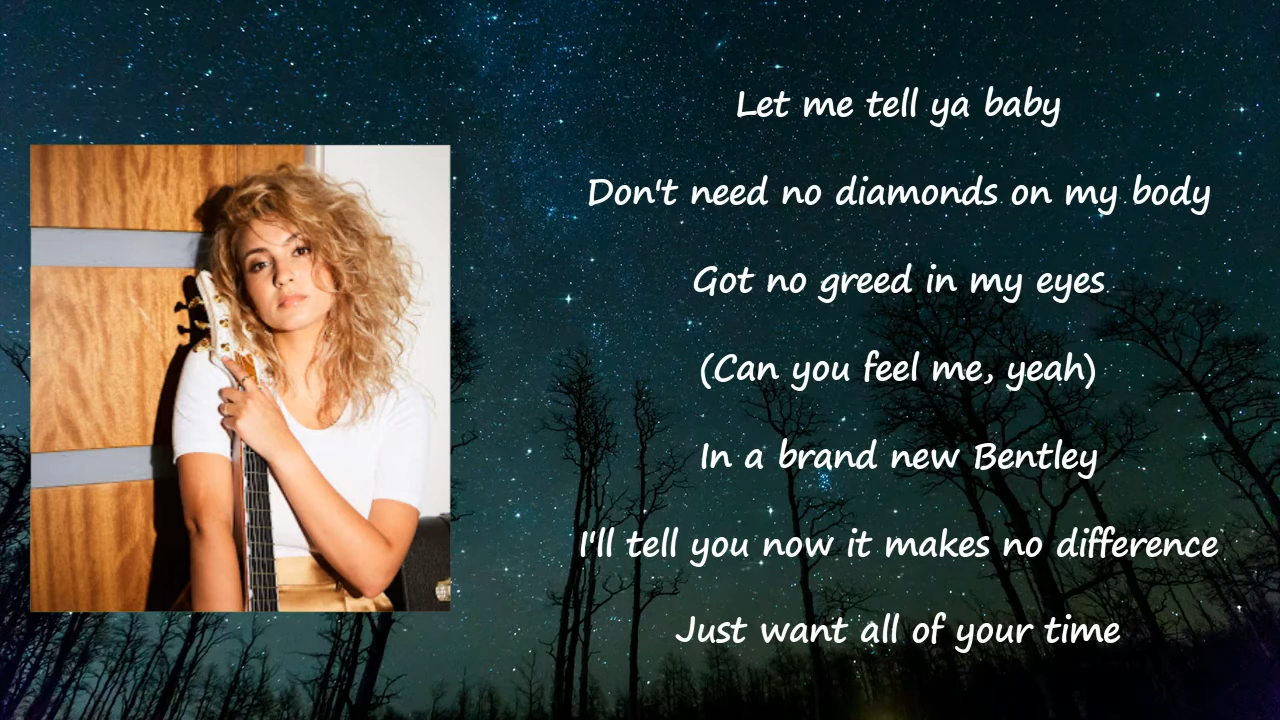 Let me tell ya baby
Don't need no diamonds on my body
Got no greed in my eyes
(Can you feel me, yeah)
In a brand new Bentley
I'll tell you now it makes no difference
Just want all of your time